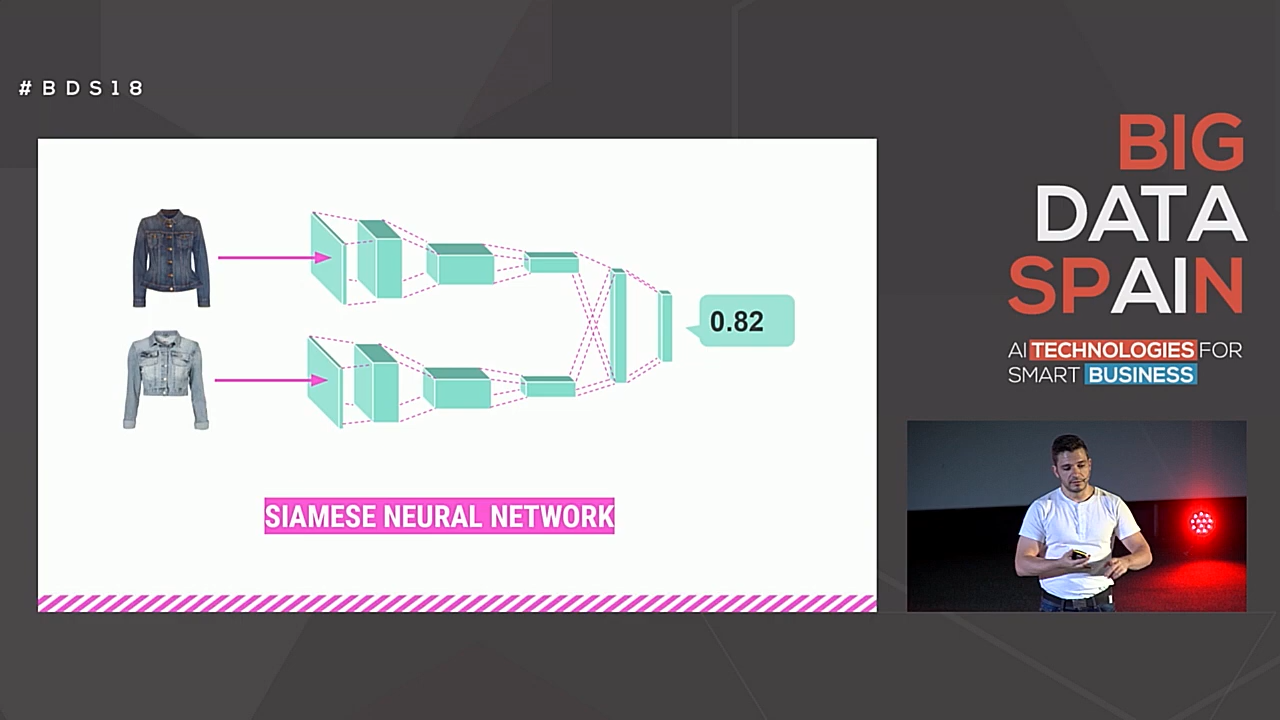 #BDS18
BIG
DATA
SPAIN
AI TECHNOLOGIES FOR
SMART BUSINESS
0.82
SIAMESE NEURAL NETWORK